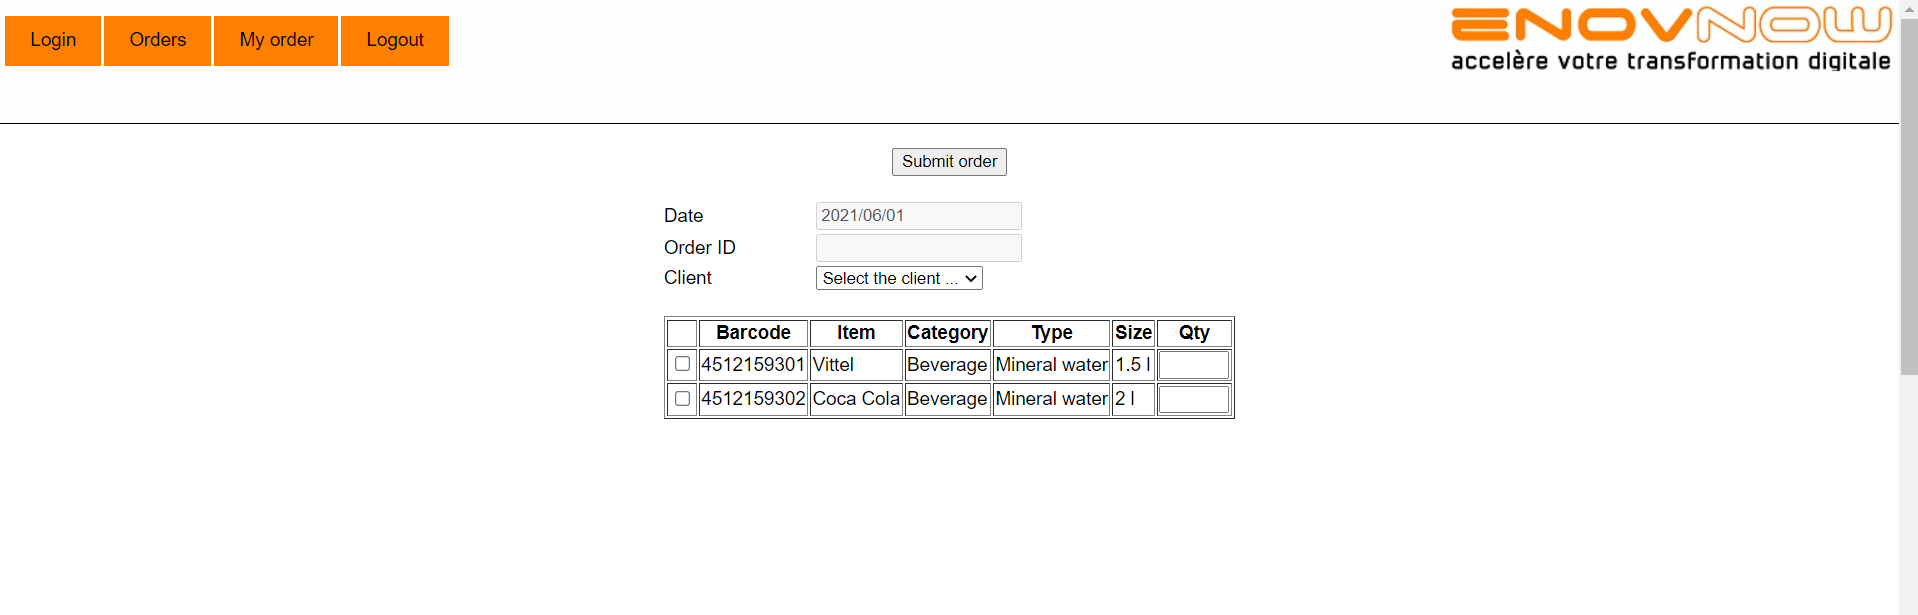 Login Orders My order Logout
ENOVNOW
accelère votre transformation digitale
Submit order
Date 2021/06/01
Order ID
Client Select the client ...
Barcode Item Category Type Size Qty
4512159301 Vittel Beverage Mineral water 1.5 l
4512159302 Coca Cola Beverage Mineral water 2 l